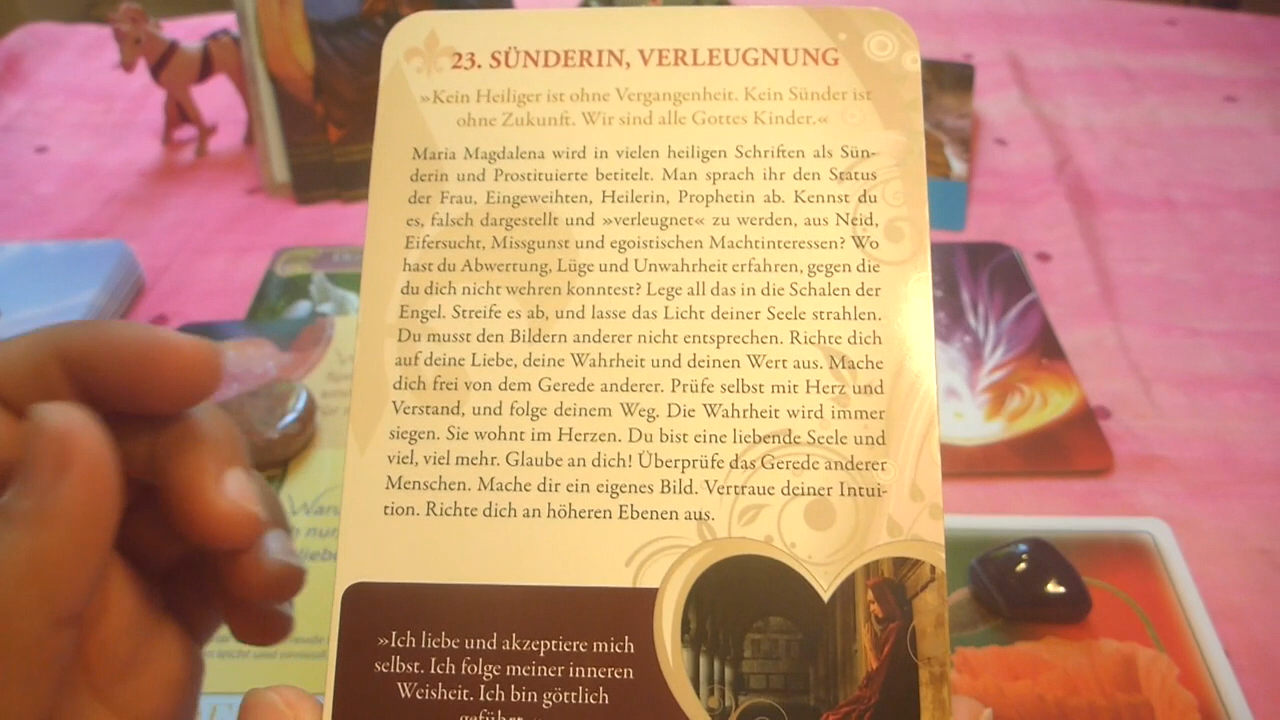 23. SÜNDERIN, VERLEUGNUNG
»Kein Heiliger ist ohne Vergangenheit. Kein Sünder ist
ohne Zukunft. Wir sind alle Gottes Kinder.«
Maria Magdalena wird in vielen heiligen Schriften als Sün-
derin und Prostituierte betitelt. Man sprach ihr den Status
der Frau, Eingeweihten, Heilerin, Prophetin ab. Kennst du
es, falsch dargestellt und »verleugnet« zu werden, aus Neid,
Eifersucht, Missgunst und egoistischen Machtinteressen? Wo
hast du Abwertung, Lüge und Unwahrheit erfahren, gegen die
du dich nicht wehren konntest? Lege all das in die Schalen der
Engel. Streife es ab, und lasse das Licht deiner Seele strahlen.
Du musst den Bildern anderer nicht entsprechen. Richte dich
auf deine Liebe, deine Wahrheit und deinen Wert aus. Mache
dich frei von dem Gerede anderer. Prüfe selbst mit Herz und
Verstand, und folge deinem Weg. Die Wahrheit wird immer
siegen. Sie wohnt im Herzen. Du bist eine liebende Seele und
viel, viel mehr. Glaube an dich! Überprüfe das Gerede anderer
Menschen. Mache dir ein eigenes Bild. Vertraue deiner Intui-
tion. Richte dich an höheren Ebenen aus.
»Ich liebe und akzeptiere mich
selbst. Ich folge meiner inneren
Weisheit. Ich bin göttlich